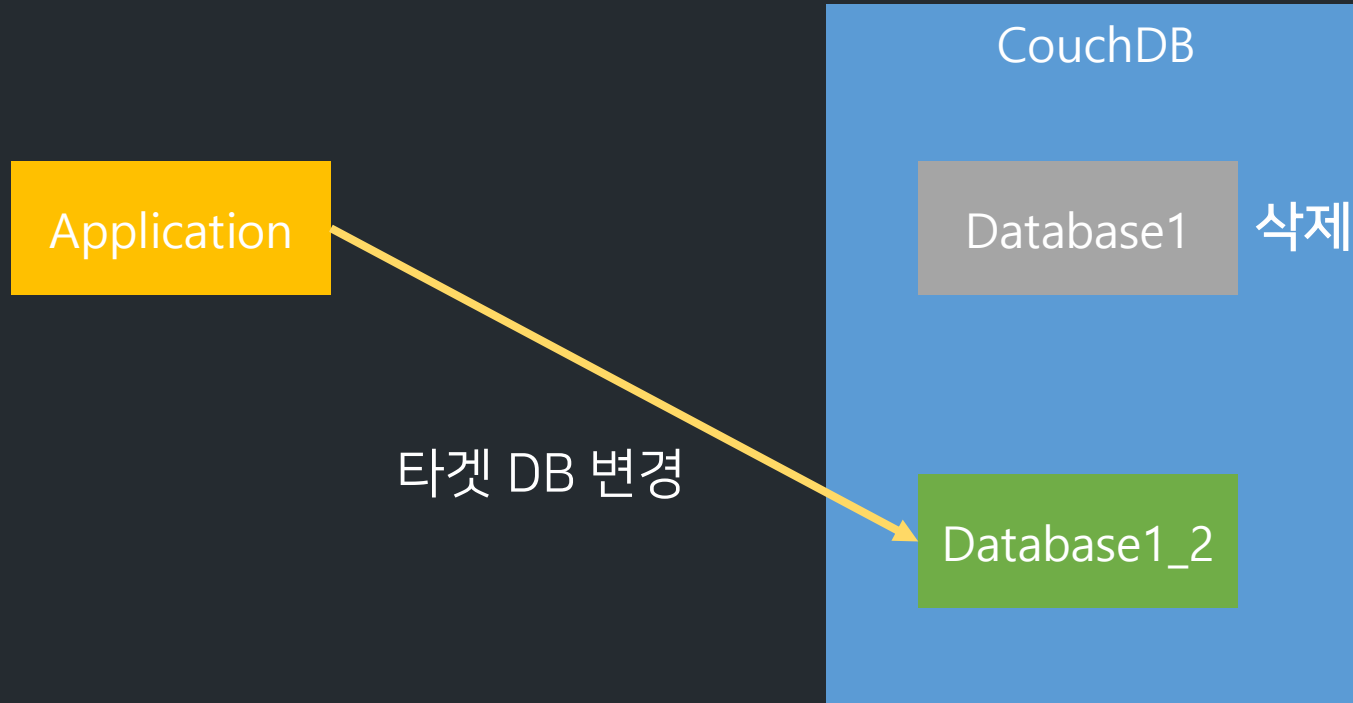 CouchDB
Application
Database1
삭제
타겟 DB 변경
Database1_2